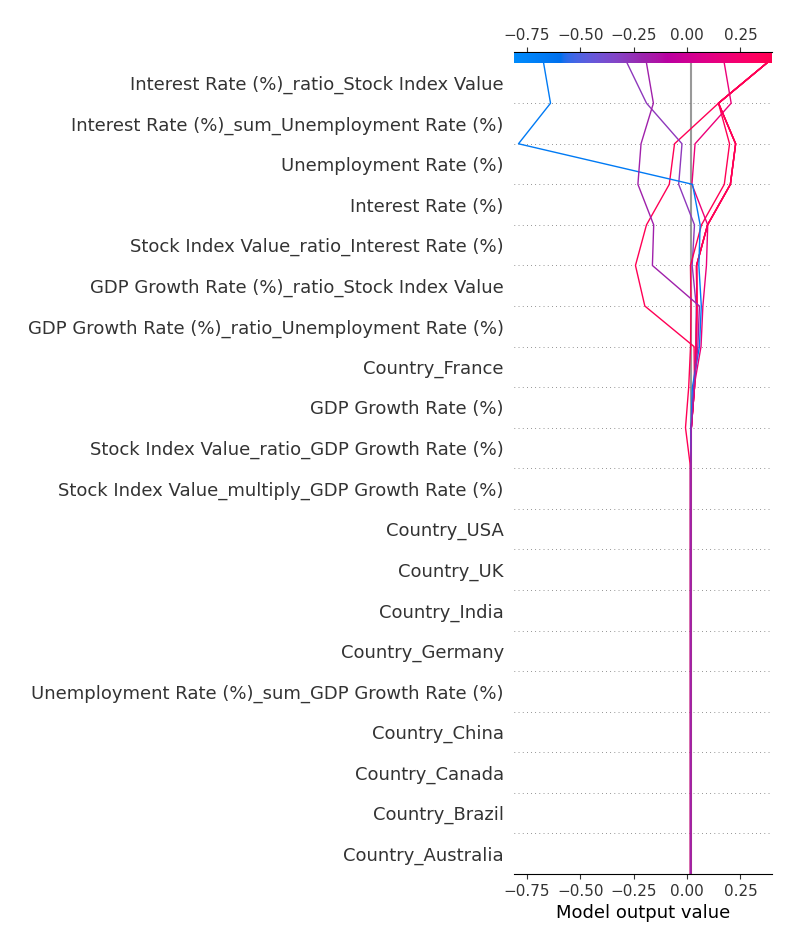 −0.75 −0.50 −0.25 0.00 0.25
Interest Rate (%)_ratio_Stock Index Value
Interest Rate (%)_sum_Unemployment Rate (%)
Unemployment Rate (%)
Interest Rate (%)
Stock Index Value_ratio_Interest Rate (%)
GDP Growth Rate (%)_ratio_Stock Index Value
GDP Growth Rate (%)_ratio_Unemployment Rate (%)
Country_France
GDP Growth Rate (%)
Stock Index Value_ratio_GDP Growth Rate (%)
Stock Index Value_multiply_GDP Growth Rate (%)
Country_USA
Country_UK
Country_India
Country_Germany
Unemployment Rate (%)_sum_GDP Growth Rate (%)
Country_China
Country_Canada
Country_Brazil
Country_Australia
−0.75 −0.50 −0.25 0.00 0.25
Model output value